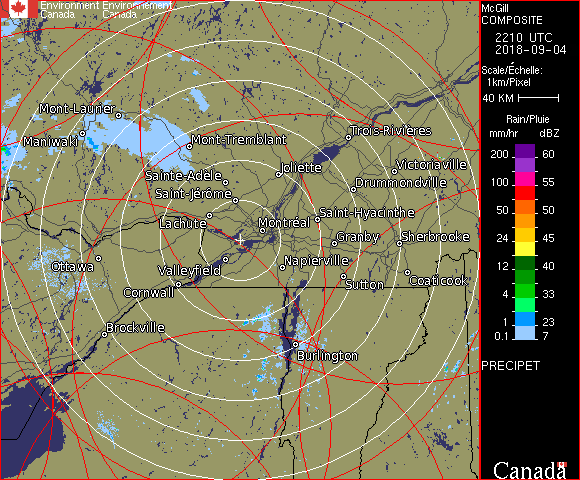 Environment Environnement
Canada Canada
McGill
COMPOSITE
2210 UTC
2018-09-04
Scale/Échelle:
1km/Pixel
40 KM
Rain/Pluie
mm/hr dBZ
200 60
100 55
50 50
24 45
12 40
4 33
2 30
1 23
0.1 7
PRECIPET
Canada
Mont-Laurier
Maniwaki
Mont-Tremblant
Trois-Rivières
Joliette
Victoriaville
Sainte-Adèle
Drummondville
Saint-Jérôme
Saint-Hyacinthe
Lachute
Montréal
Granby
Sherbrooke
Ottawa
Valleyfield
Napierville
Cornwall
Sutton
Coaticook
Brockville
Burlington